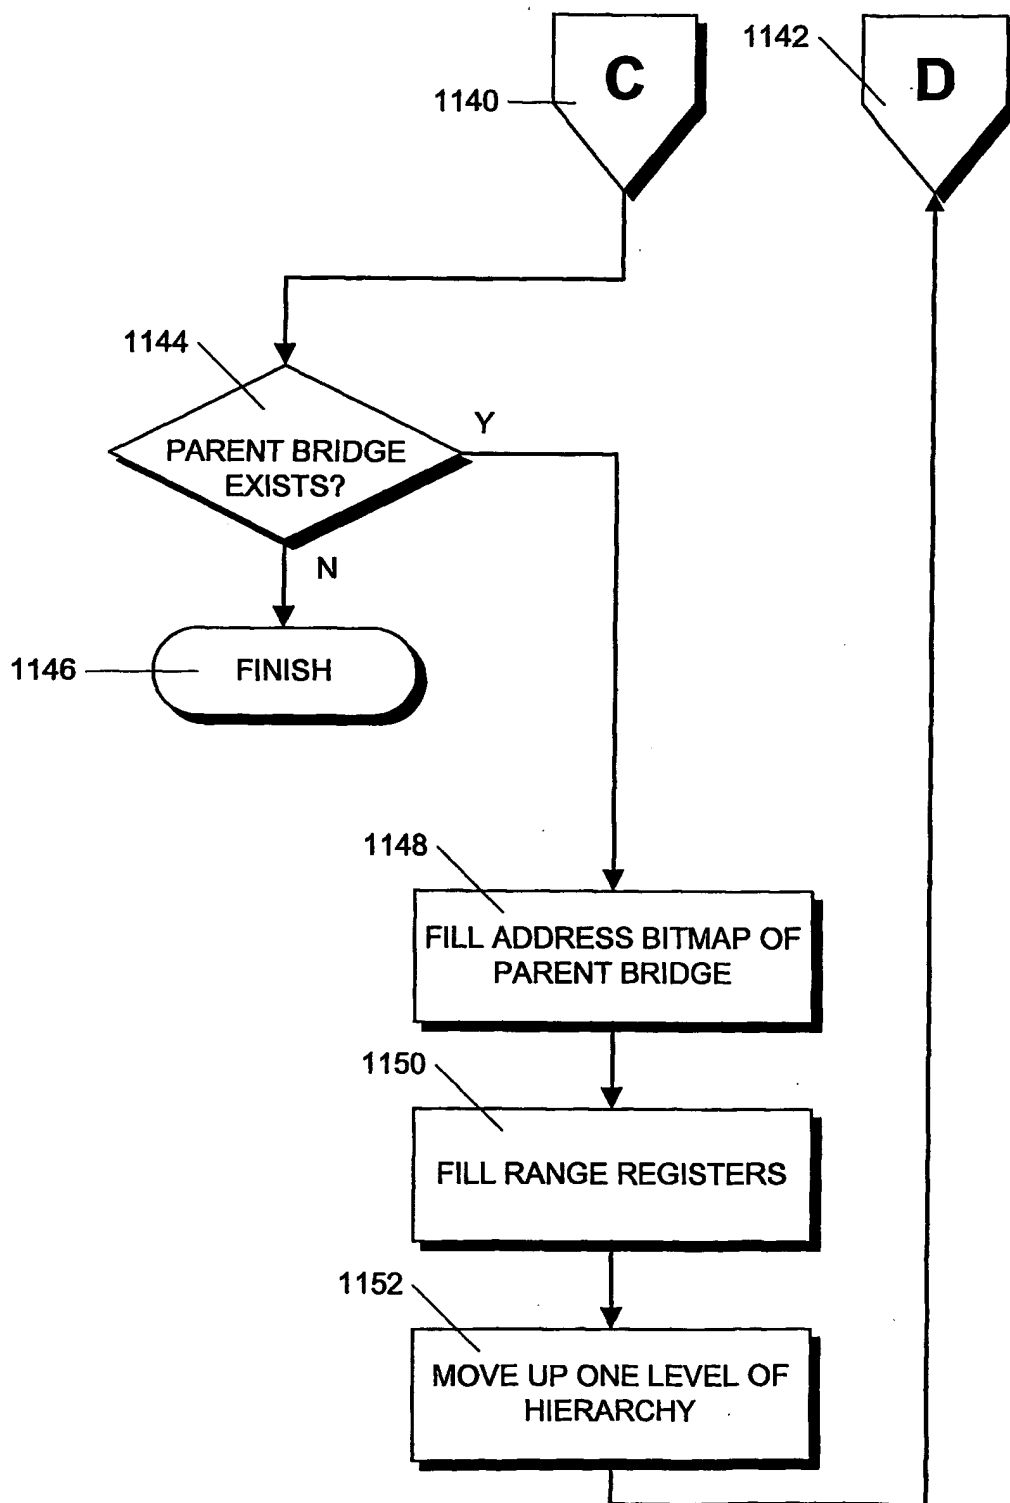 1142
C
D
1140
1144
Y
PARENT BRIDGE
EXISTS?
N
1146
FINISH
1148
FILL ADDRESS BITMAP OF
PARENT BRIDGE
1150
FILL RANGE REGISTERS
1152
MOVE UP ONE LEVEL OF
HIERARCHY